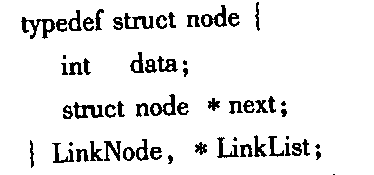 typedef struct node {
int data;
struct node * next;
} LinkNode, * LinkList;